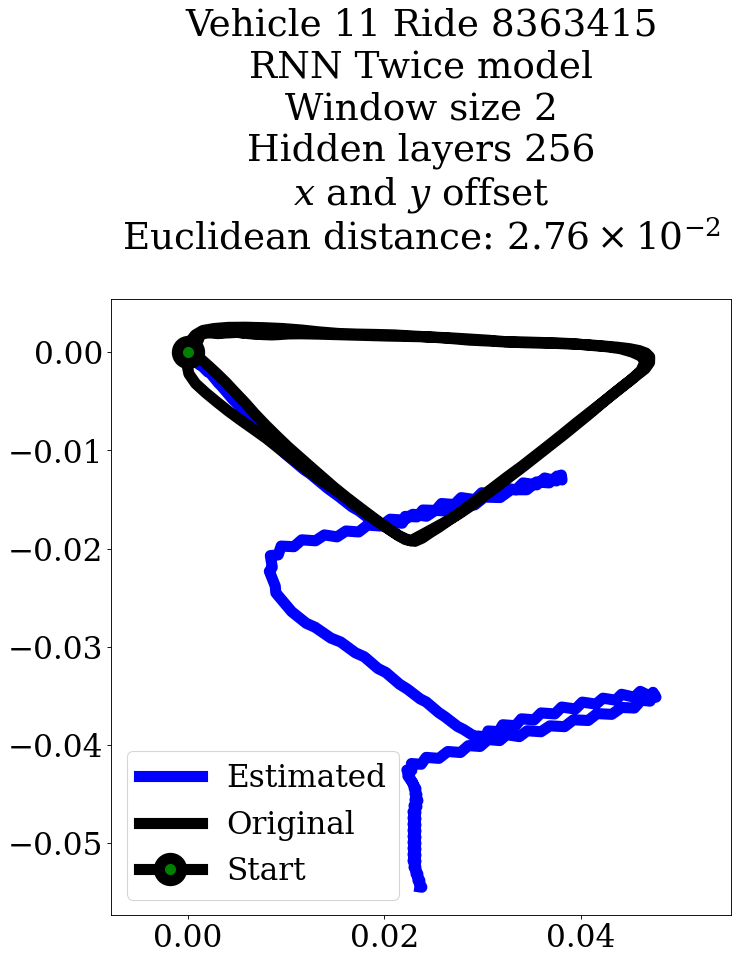 Vehicle 11 Ride 8363415
RNN Twice model
Window size 2
Hidden layers 256
x and y offset
Euclidean distance: 2.76 × 10⁻²
0.00
−0.01
−0.02
−0.03
−0.04
−0.05
Estimated
Original
Start
0.00 0.02 0.04